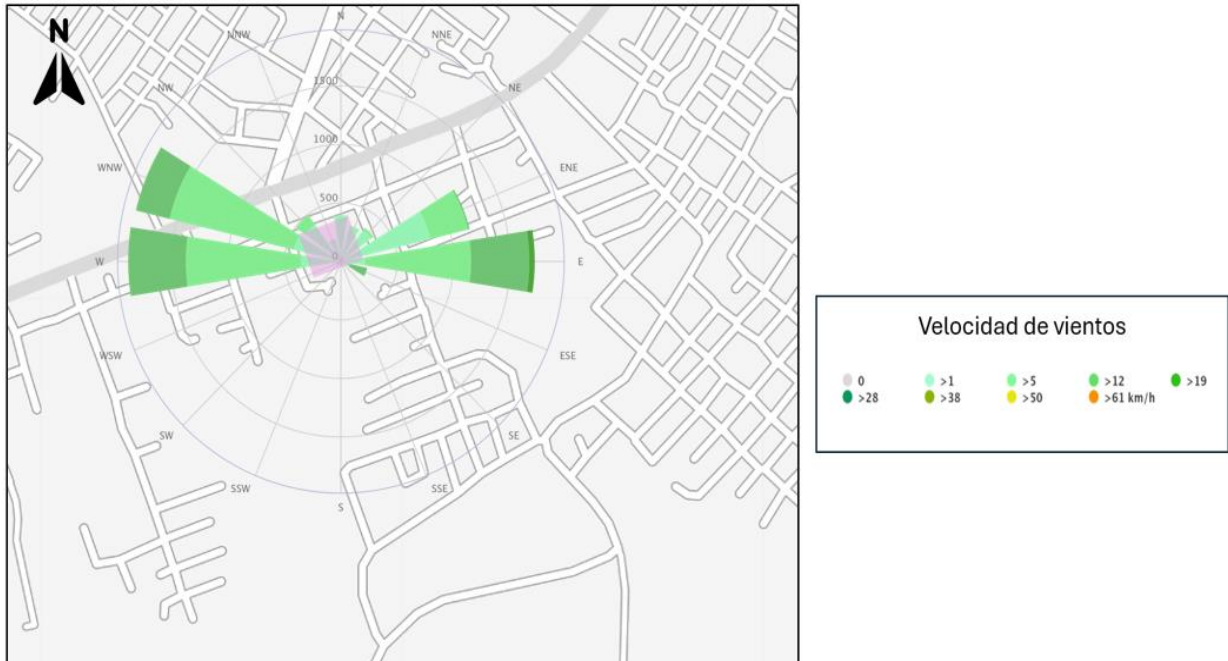 N
N
NNW
NNE
1500
NW
NE
1000
WNW
ENE
500
0
W
E
WSW
ESE
SW
SE
SSW
SSE
S
Velocidad de vientos
0 >1 >5 >12 >19
>28 >38 >50 >61 km/h